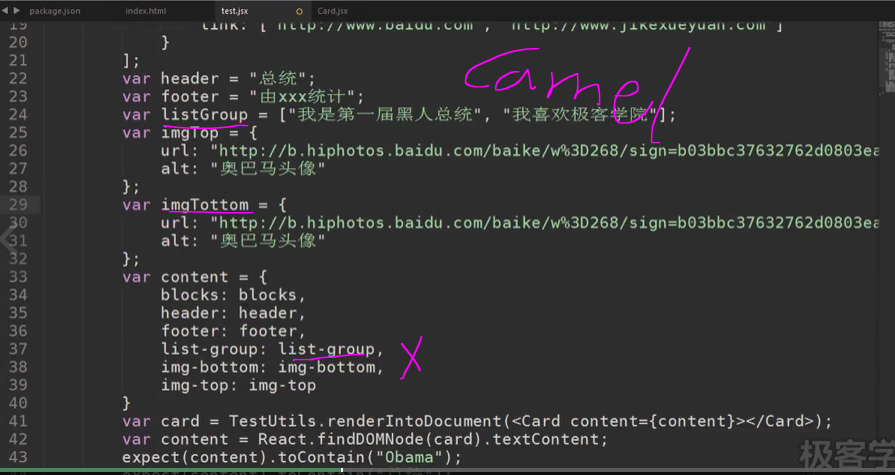 package.json index.html test.jsx Card.jsx
19 link: ["http://www.baidu.com", "http://www.jikexueyuan.com"]
20 }
21 ];
22 var header = "总统";
23 var footer = "由xxx统计";
24 var listGroup = ["我是第一届黑人总统", "我喜欢极客学院"];
25 var imgTop = {
26 url: "http://b.hiphotos.baidu.com/baike/w%3D268/sign=b03bbc37632762d0803ea
27 alt: "奥巴马头像"
28 };
29 var imgTottom = {
30 url: "http://b.hiphotos.baidu.com/baike/w%3D268/sign=b03bbc37632762d0803ea
31 alt: "奥巴马头像"
32 };
33 var content = {
34 blocks: blocks,
35 header: header,
36 footer: footer,
37 list-group: list-group,
38 img-bottom: img-bottom,
39 img-top: img-top
40 }
41 var card = TestUtils.renderIntoDocument(<Card content={content}></Card>);
42 var content = React.findDOMNode(card).textContent;
43 expect(content).toContain("Obama");
camel
X
极客学